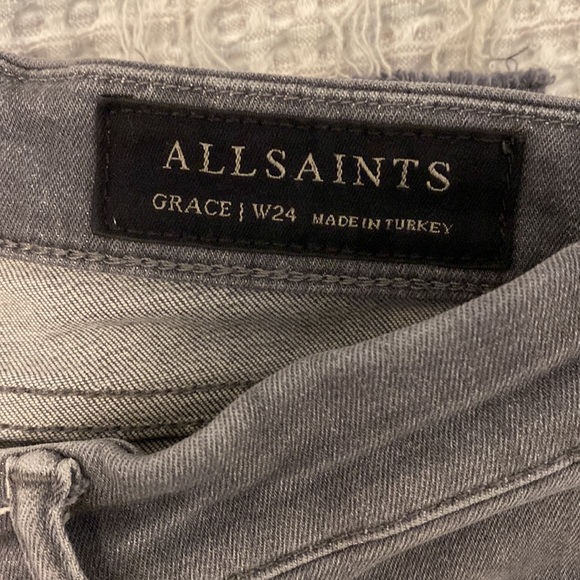 ALLSAINTS
GRACE | W24 MADE IN TURKEY